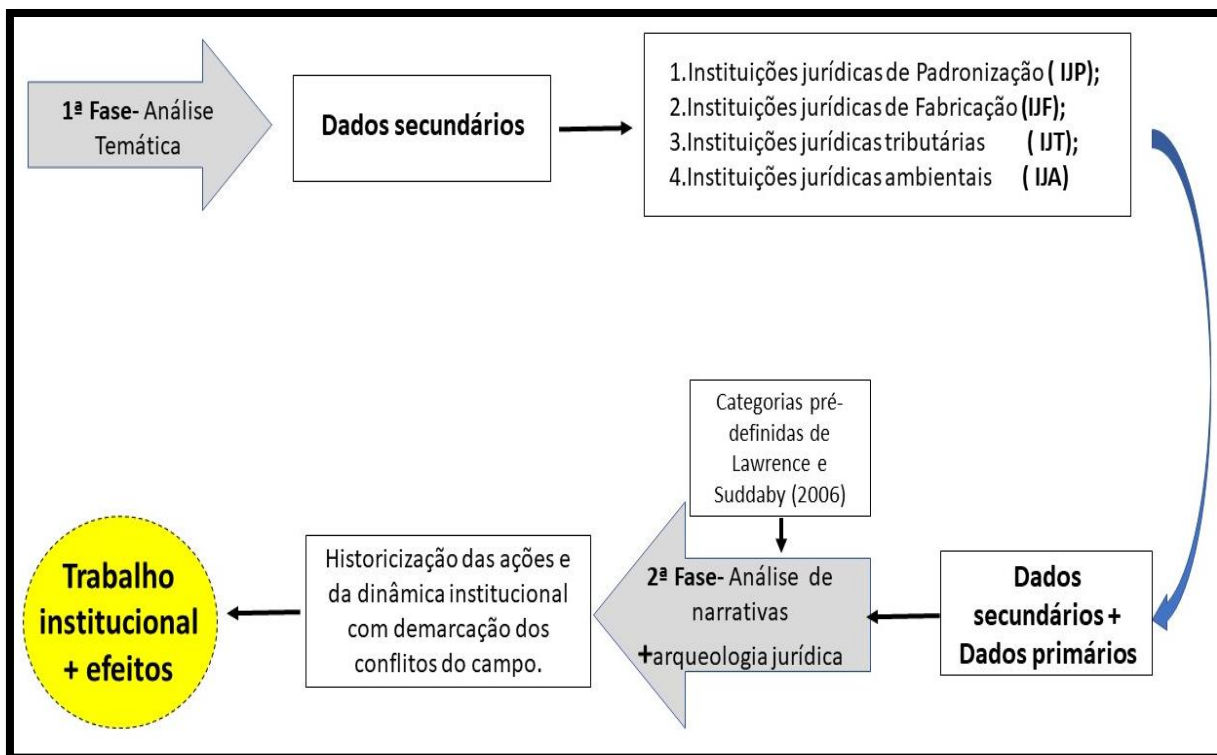 1ª Fase- Análise
Temática
Dados secundários
1.Instituições jurídicas de Padronização ( IJP);
2.Instituições jurídicas de Fabricação (IJF);
3.Instituições jurídicas tributárias ( IJT);
4.Instituições jurídicas ambientais ( IJA)
Categorias pré-
definidas de
Lawrence e
Suddaby (2006)
Dados
secundários +
Dados primários
2ª Fase- Análise de
narrativas
+arqueologia jurídica
Historicização das ações e
da dinâmica institucional
com demarcação dos
conflitos do campo.
Trabalho
institucional
+ efeitos